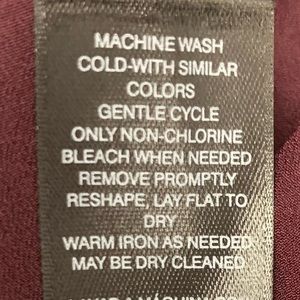 MACHINE WASH
COLD-WITH SIMILAR
COLORS
GENTLE CYCLE
ONLY NON-CHLORINE
BLEACH WHEN NEEDED
REMOVE PROMPTLY
RESHAPE, LAY FLAT TO
DRY
WARM IRON AS NEEDED
MAY BE DRY CLEANED